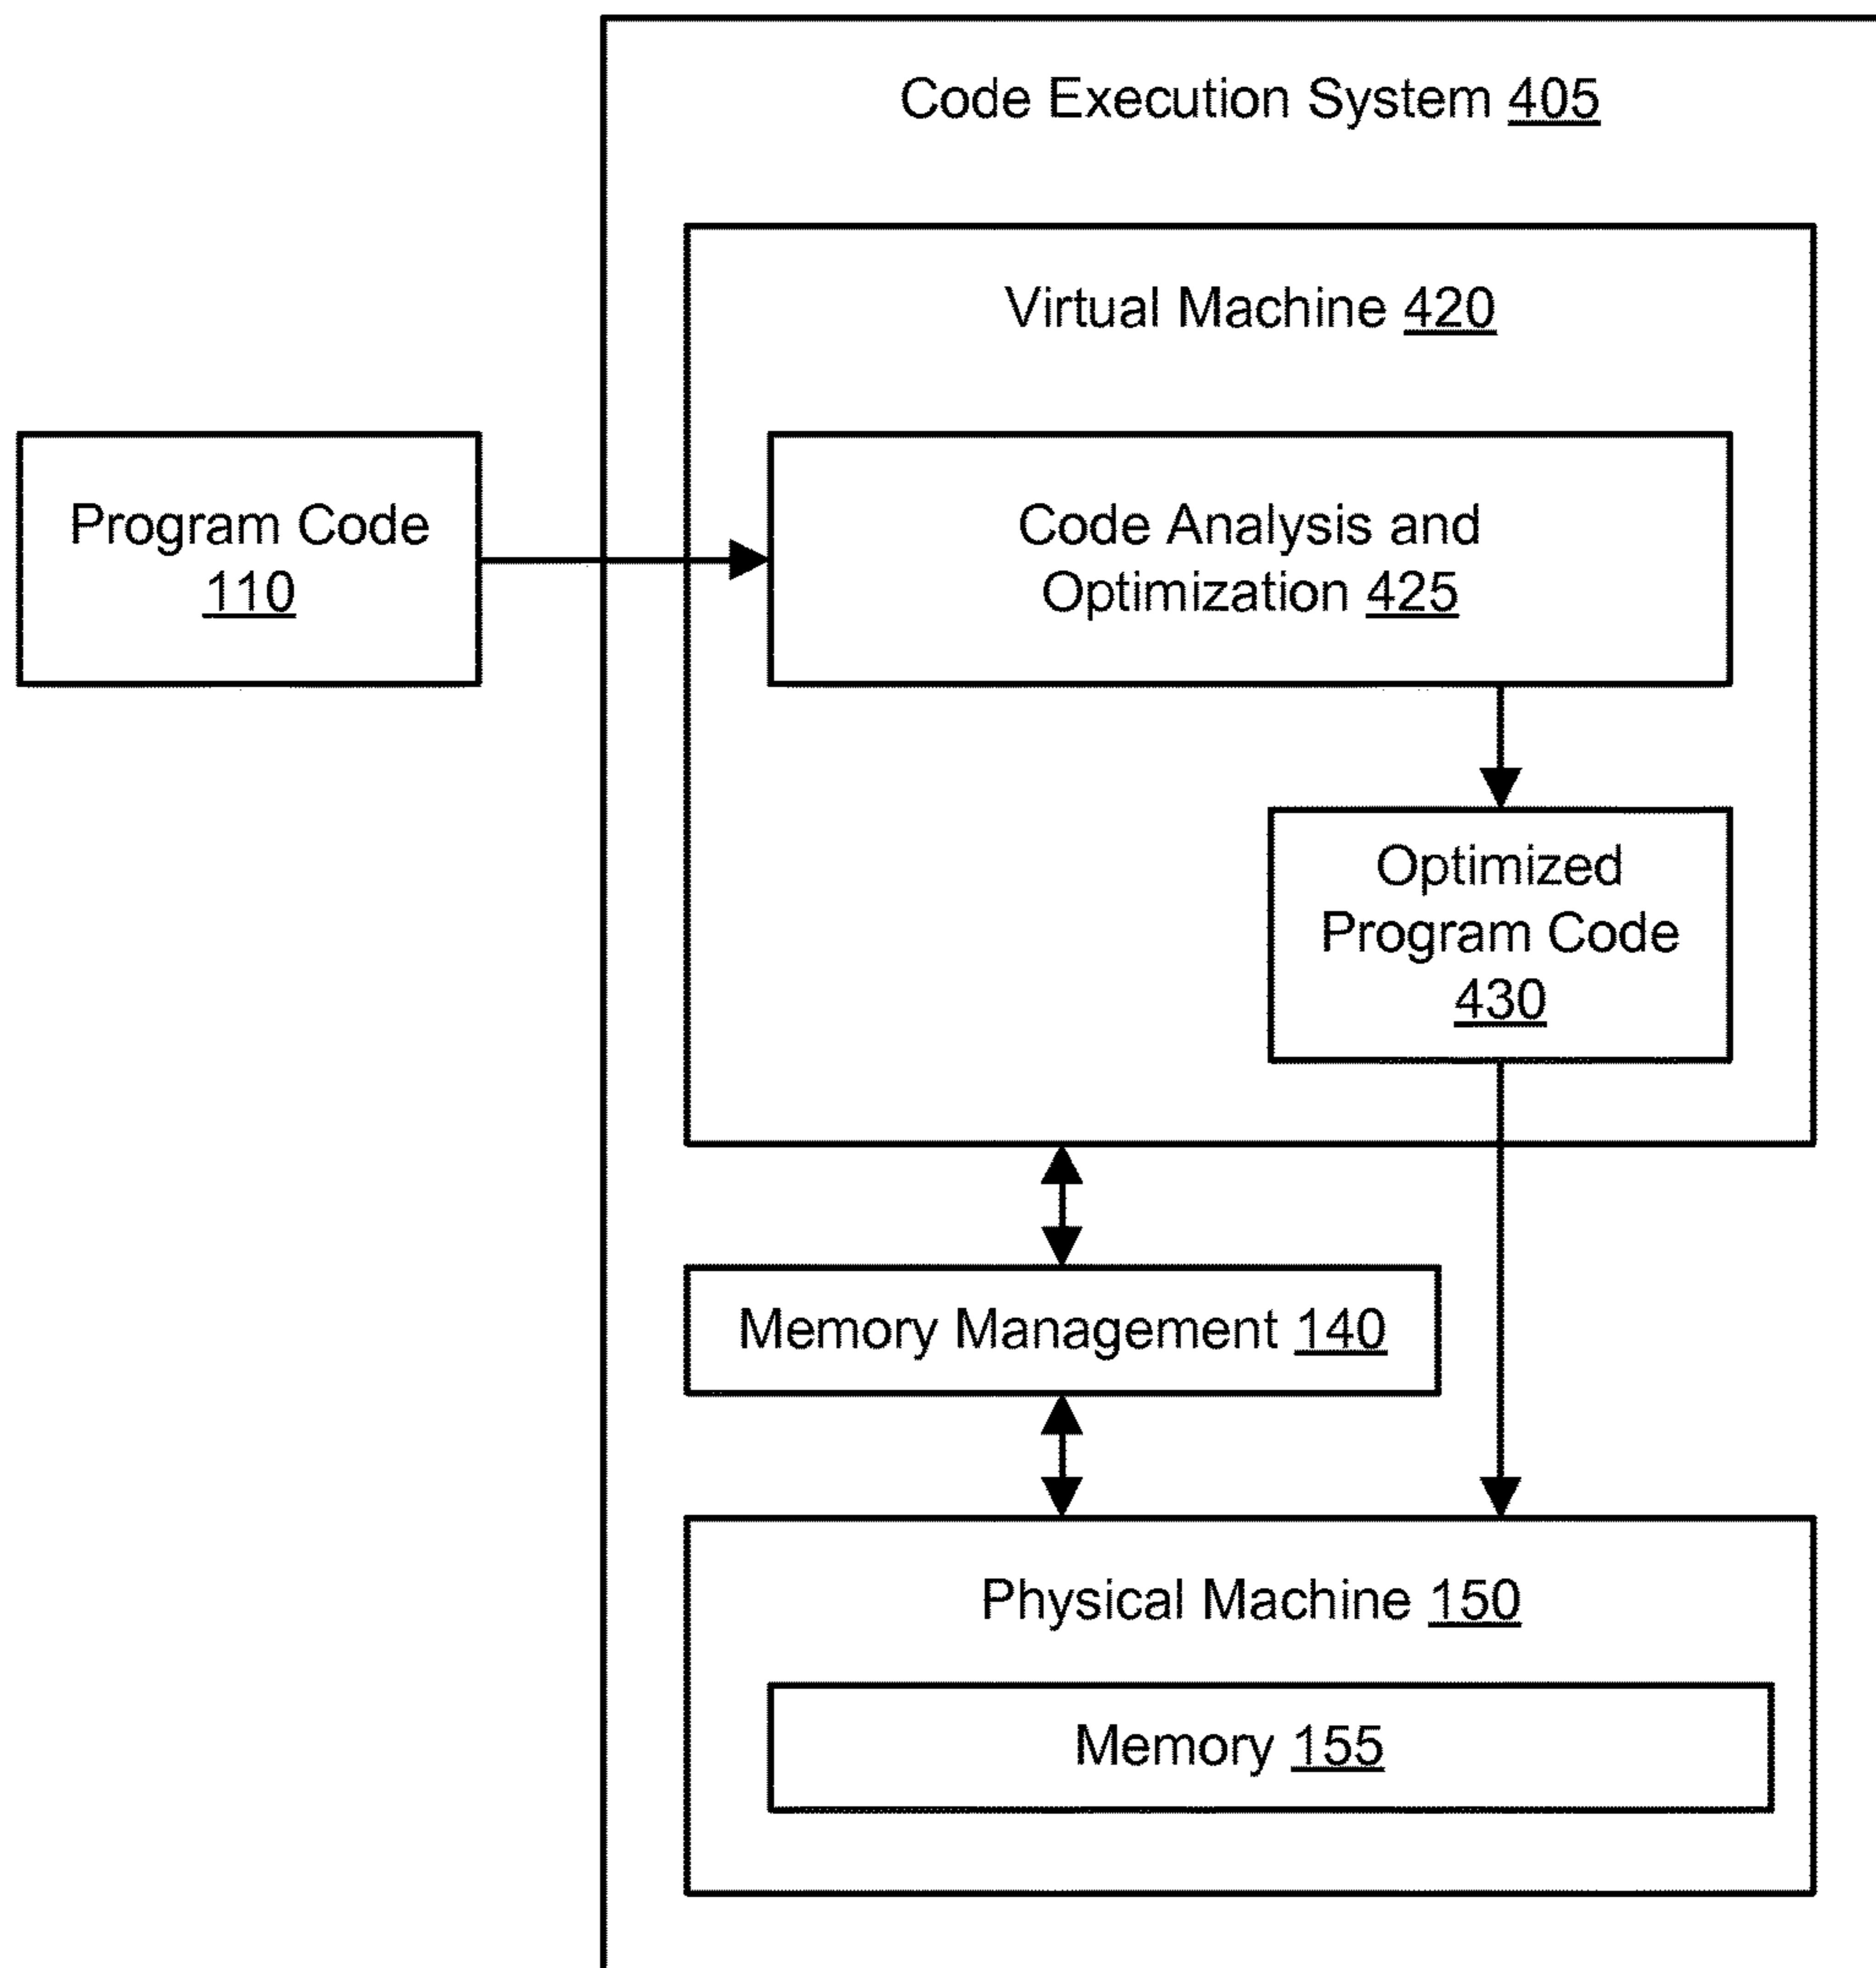 Code Execution System 405
Virtual Machine 420
Program Code
110
Code Analysis and
Optimization 425
Optimized
Program Code
430
Memory Management 140
Physical Machine 150
Memory 155